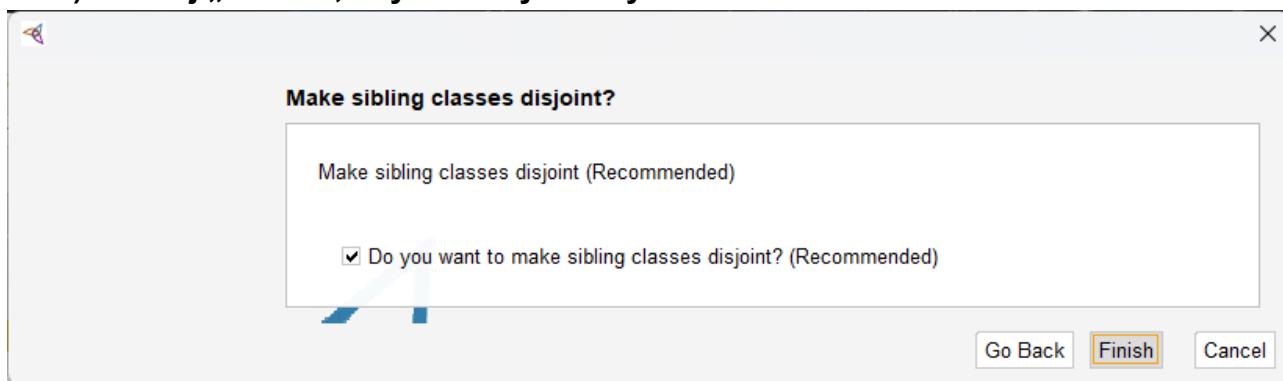 Make sibling classes disjoint?
Make sibling classes disjoint (Recommended)
Do you want to make sibling classes disjoint? (Recommended)
Go Back Finish Cancel